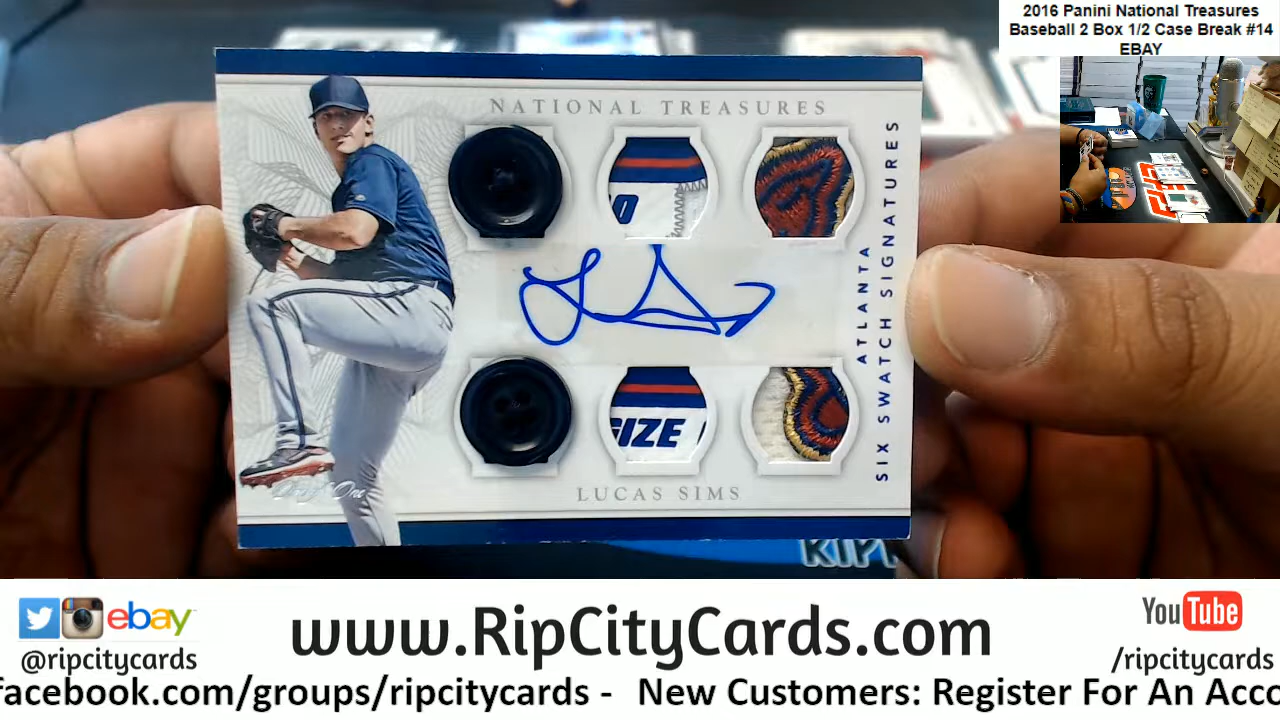 2016 Panini National Treasures
Baseball 2 Box 1/2 Case Break #14
EBAY
NATIONAL TREASURES
ATLANTA
SIX SWATCH SIGNATURES
SIZE
LUCAS SIMS
One
ebay
@ripcitycards
www.RipCityCards.com
YouTube
/ripcitycards
facebook.com/groups/ripcitycards - New Customers: Register For An Acco